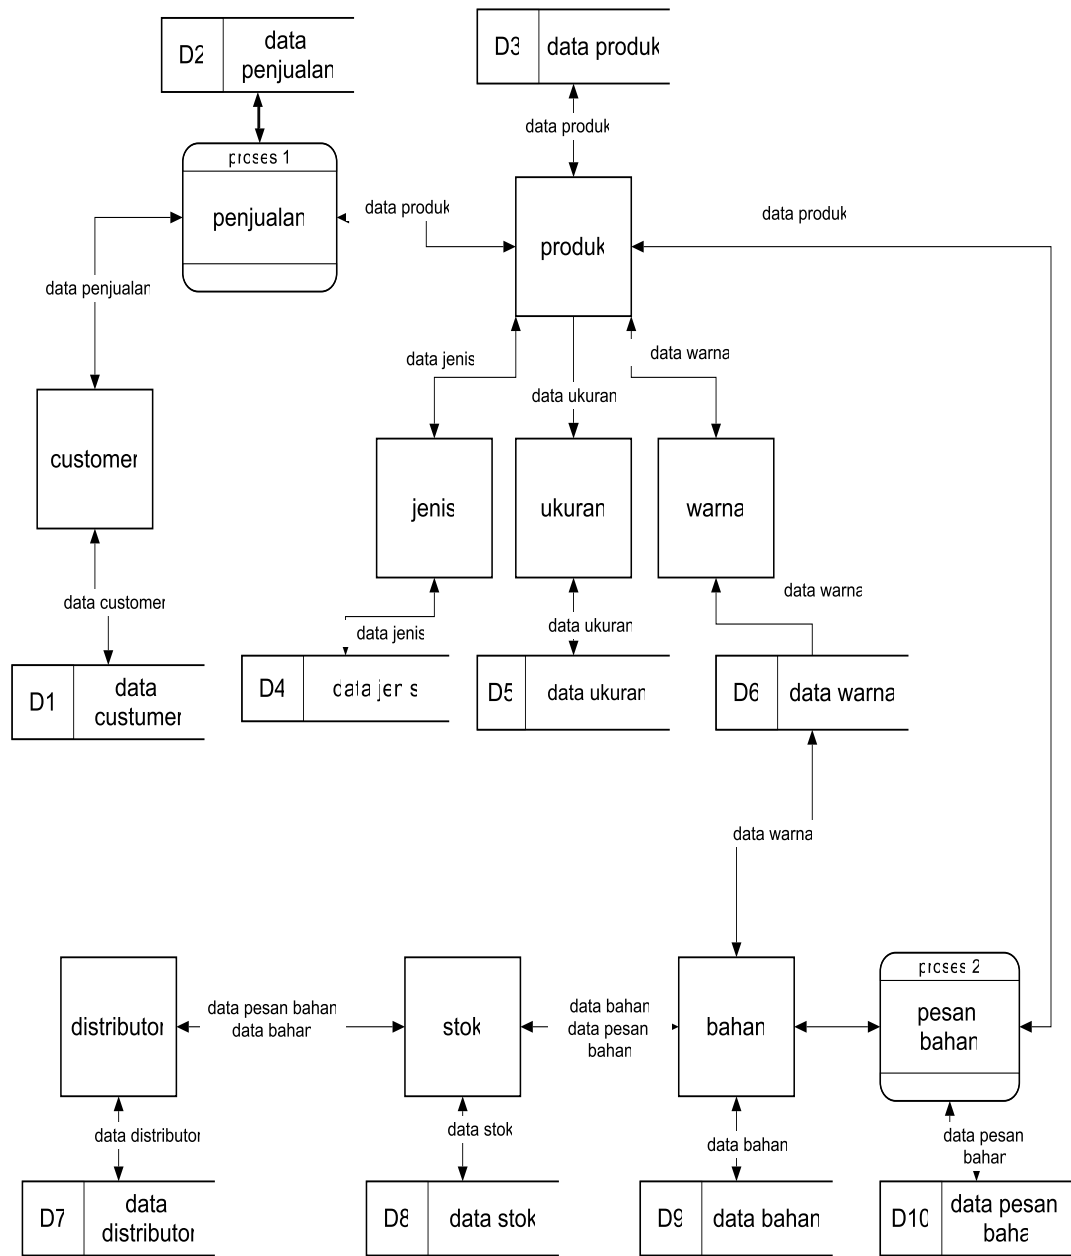 D2
data
penjualan
D3
data produk
data produk
proses 1
penjualan
data produk
produk
data produk
data penjualan
data jenis
data warna
data ukuran
customer
jenis
ukuran
warna
data customer
data jenis
data ukuran
data warna
D1
data
custumer
D4
data jenis
D5
data ukuran
D6
data warna
data warna
distributor
data pesan bahan
data bahan
stok
data bahan
data pesan
bahan
bahan
proses 2
pesan
bahan
data distributor
data stok
data bahan
data pesan
bahan
D7
data
distributor
D8
data stok
D9
data bahan
D10
data pesan
baha